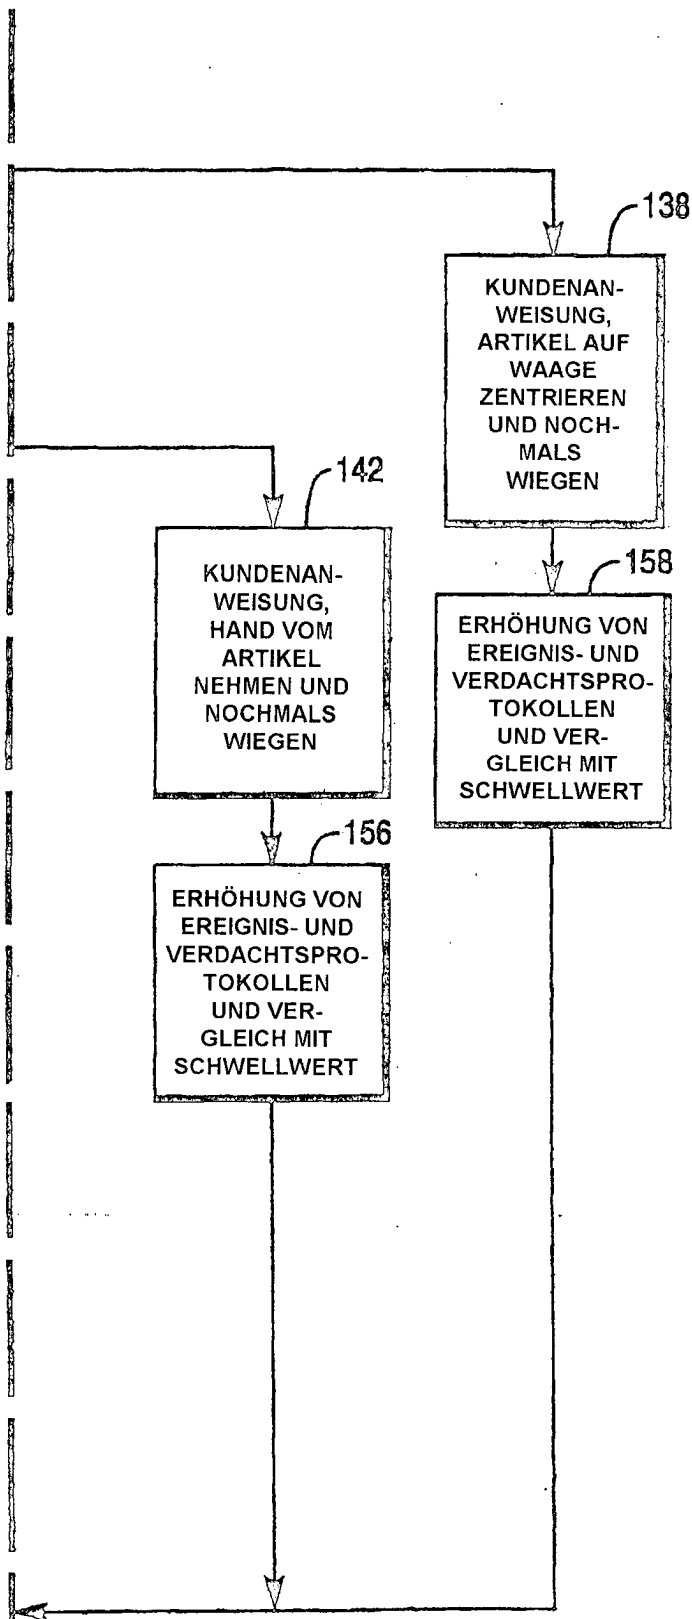 138
KUNDENAN-
WEISUNG,
ARTIKEL AUF
WAAGE
ZENTRIEREN
UND NOCH-
MALS
WIEGEN
142
KUNDENAN-
WEISUNG,
HAND VOM
ARTIKEL
NEHMEN UND
NOCHMALS
WIEGEN
158
ERHÖHUNG VON
EREIGNIS- UND
VERDACHTSPRO-
TOKOLLEN
UND VER-
GLEICH MIT
SCHWELLWERT
156
ERHÖHUNG VON
EREIGNIS- UND
VERDACHTSPRO-
TOKOLLEN
UND VER-
GLEICH MIT
SCHWELLWERT